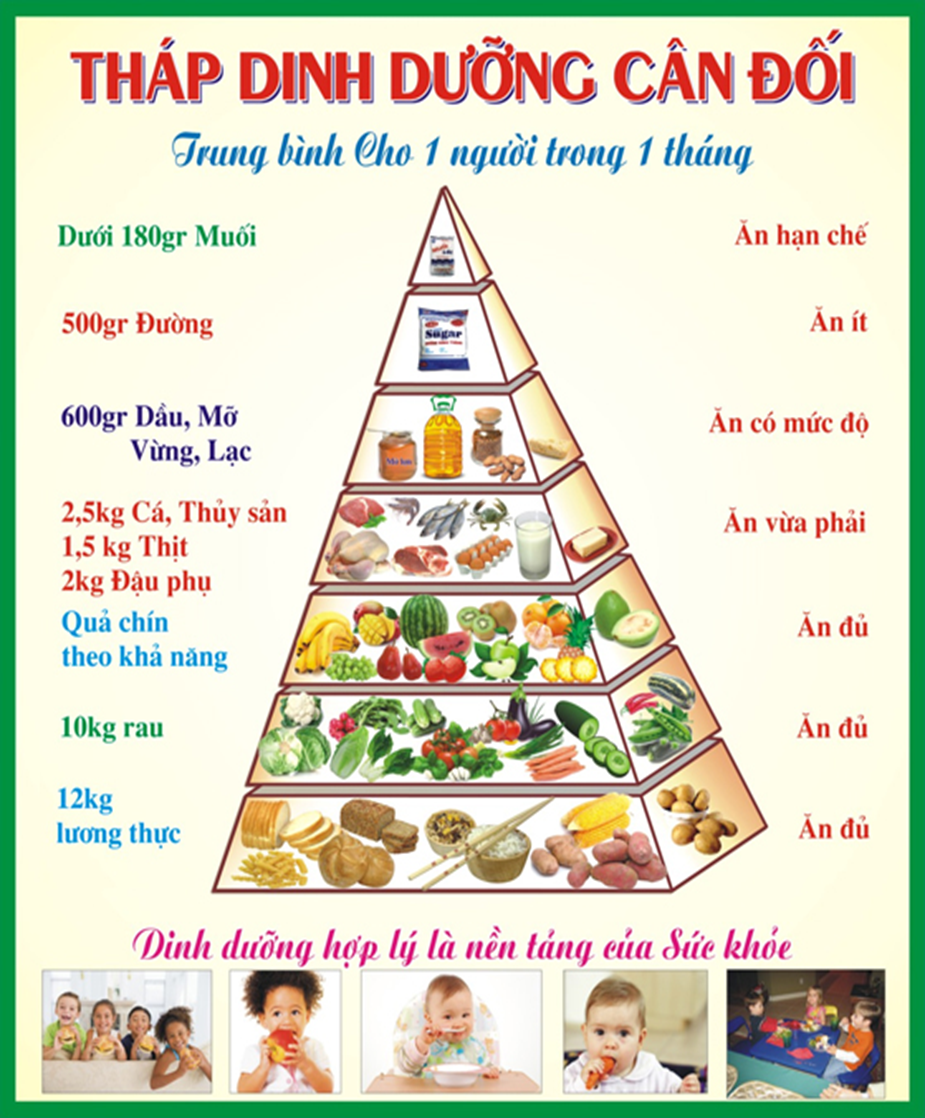 THÁP DINH DƯỠNG CÂN ĐỐI
Trung bình Cho 1 người trong 1 tháng
Dưới 180gr Muối
Ăn hạn chế
500gr Đường
Sugar
Ăn ít
600gr Dầu, Mỡ
Vừng, Lạc
Ăn có mức độ
2,5kg Cá, Thủy sản
1,5 kg Thịt
2kg Đậu phụ
Ăn vừa phải
Quả chín
theo khả năng
Ăn đủ
10kg rau
Ăn đủ
12kg
lương thực
Ăn đủ
Dinh dưỡng hợp lý là nền tảng của Sức khỏe